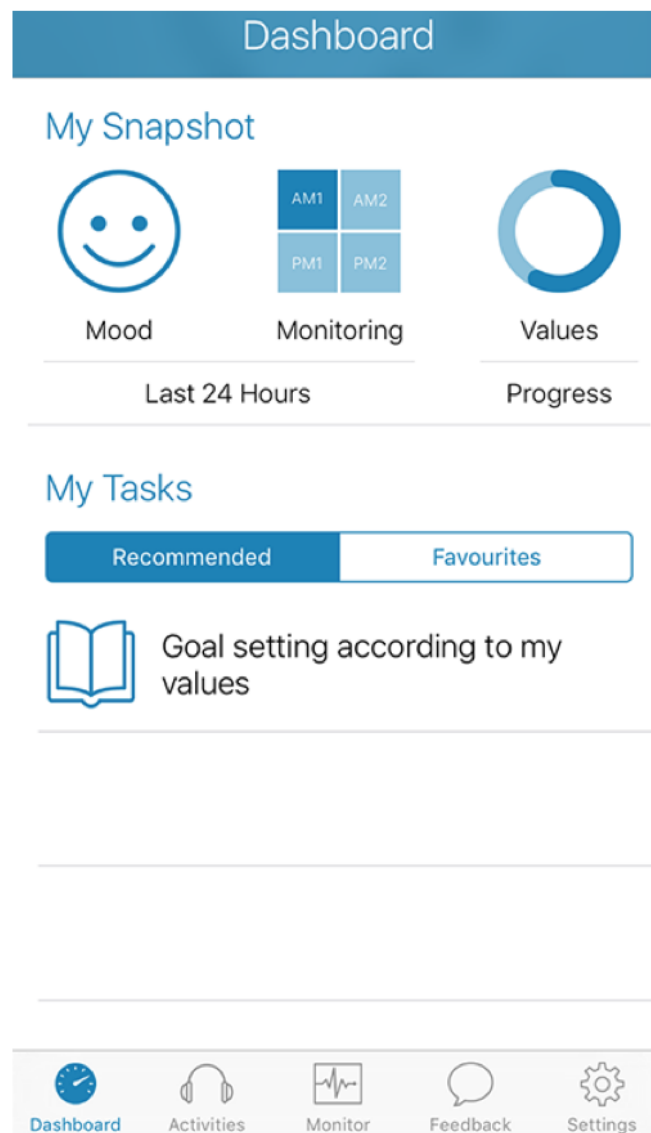 Dashboard
My Snapshot
AM1 AM2
PM1 PM2
Mood Monitoring Values
Last 24 Hours Progress
My Tasks
Recommended Favourites
Goal setting according to my
values
Dashboard Activities Monitor Feedback Settings